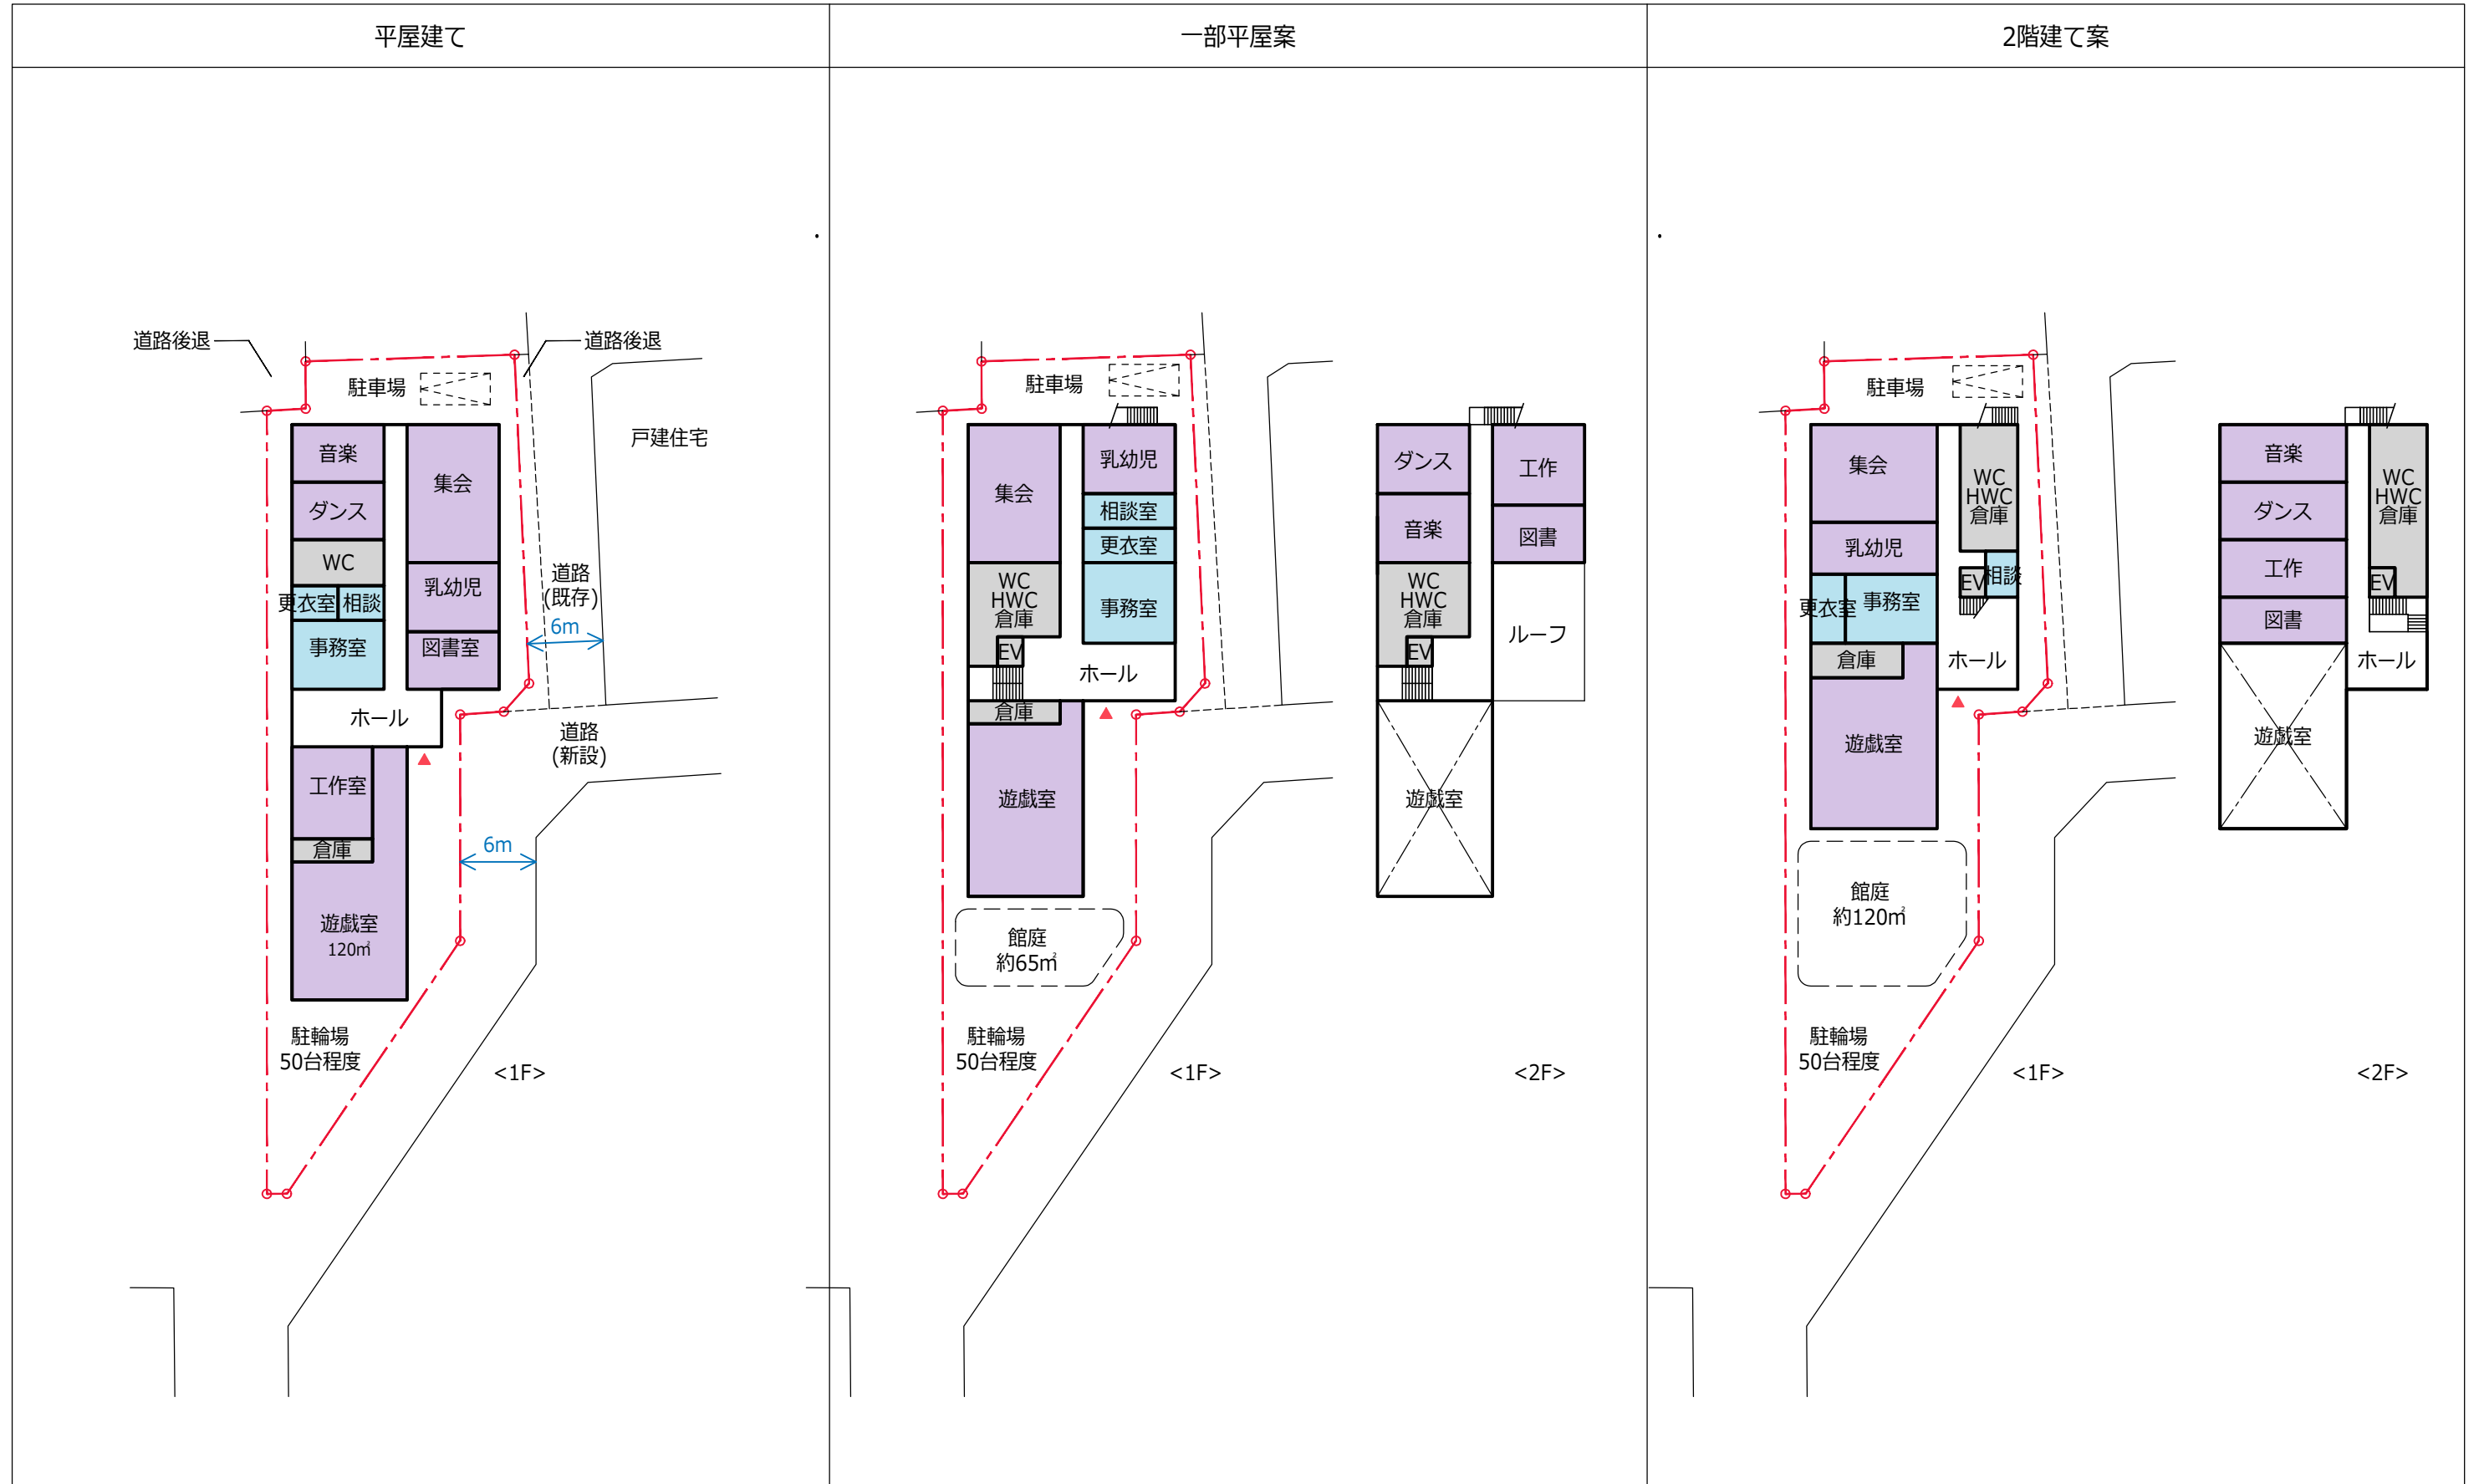 平屋建て
一部平屋案
2階建て案
道路後退
道路後退
駐車場
戸建住宅
音楽
集会
ダンス
WC
乳幼児
更衣室
相談
事務室
図書室
道路
(既存)
6m
ホール
道路
(新設)
工作室
倉庫
6m
遊戯室
120㎡
駐輪場
50台程度
<1F>
駐車場
集会
乳幼児
相談室
更衣室
WC
HWC
倉庫
事務室
EV
ホール
倉庫
遊戯室
館庭
約65㎡
駐輪場
50台程度
<1F>
ダンス
工作
音楽
図書
WC
HWC
倉庫
ルーフ
EV
遊戯室
<2F>
駐車場
集会
WC
HWC
倉庫
乳幼児
EV
相談
更衣室
事務室
倉庫
ホール
遊戯室
館庭
約120㎡
駐輪場
50台程度
<1F>
音楽
WC
HWC
倉庫
ダンス
工作
EV
図書
ホール
遊戯室
<2F>